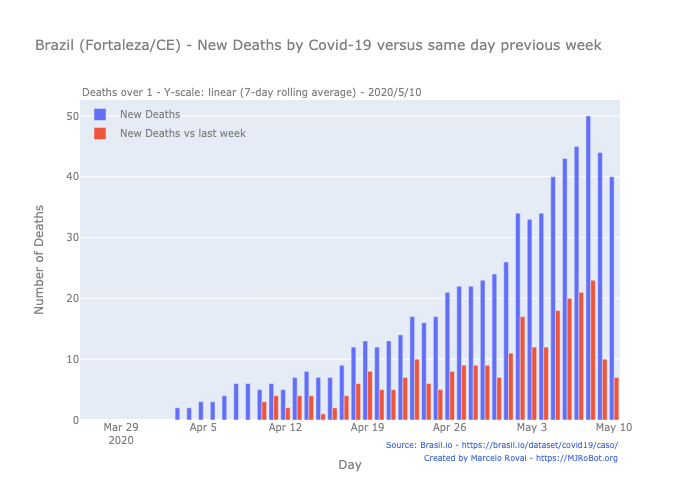 Brazil (Fortaleza/CE) - New Deaths by Covid-19 versus same day previous week
Deaths over 1 - Y-scale: linear (7-day rolling average) - 2020/5/10
New Deaths
New Deaths vs last week
50
40
30
20
10
0
Number of Deaths
Mar 29 Apr 5 Apr 12 Apr 19 Apr 26 May 3 May 10
2020
Source: Brasil.io - https://brasil.io/dataset/covid19/caso/
Created by Marcelo Rovai - https://MJRoBot.org
Day